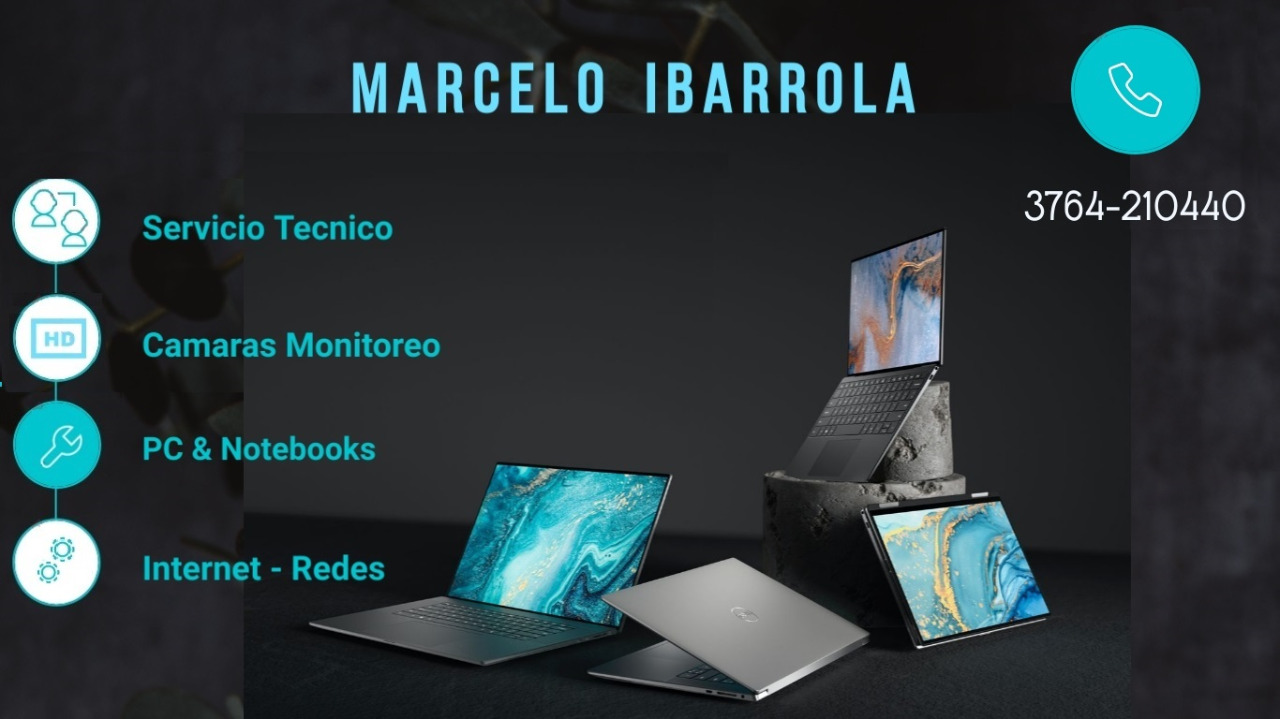 MARCELO IBARROLA
3764-210440
Servicio Tecnico
HD
Camaras Monitoreo
PC & Notebooks
Internet - Redes